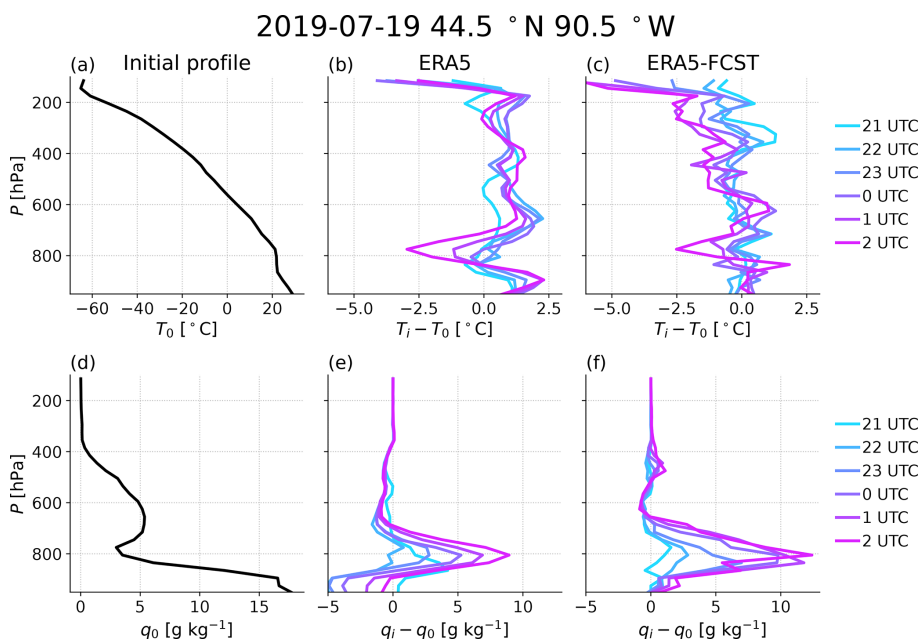 2019-07-19 44.5 °N 90.5 °W
(a) Initial profile
(b) ERA5
(c) ERA5-FCST
P [hPa]
200
400
600
800
−60 −40 −20 0 20
T₀ [°C]
−5.0 −2.5 0.0 2.5
Tᵢ − T₀ [°C]
−5.0 −2.5 0.0 2.5
Tᵢ − T₀ [°C]
21 UTC
22 UTC
23 UTC
0 UTC
1 UTC
2 UTC
(d)
(e)
(f)
P [hPa]
200
400
600
800
0 5 10 15
q₀ [g kg⁻¹]
−5 0 5 10
qᵢ − q₀ [g kg⁻¹]
−5 0 5 10
qᵢ − q₀ [g kg⁻¹]
21 UTC
22 UTC
23 UTC
0 UTC
1 UTC
2 UTC